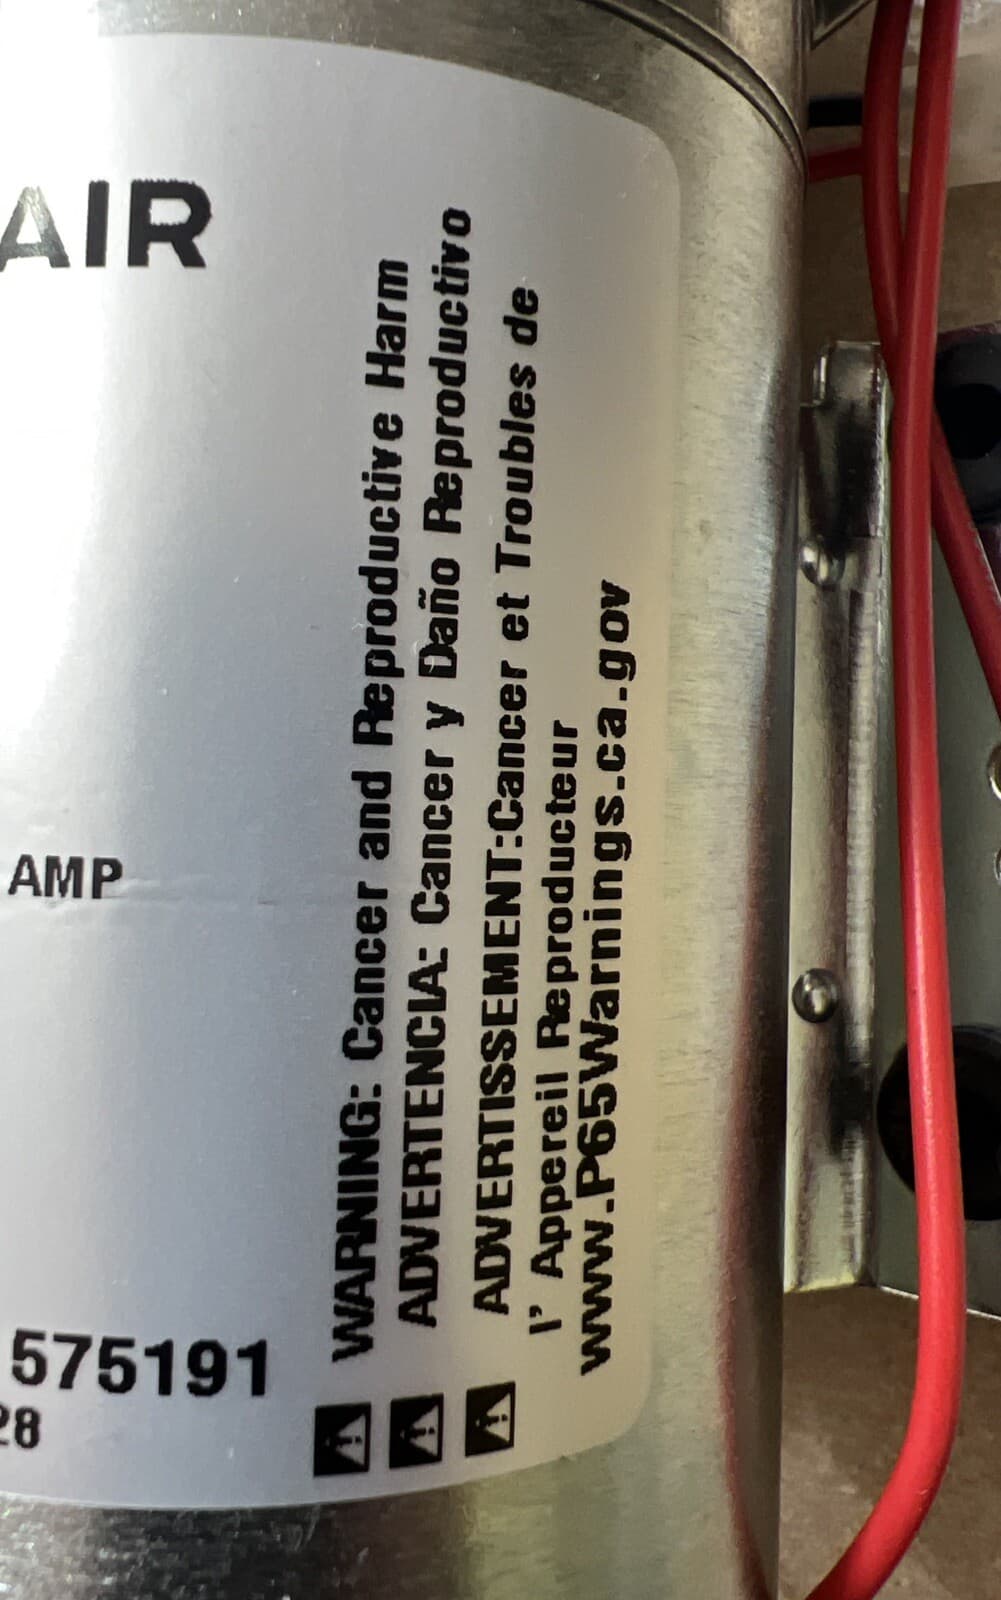 AIR
AMP
575191
28
WARNING: Cancer and Reproductive Harm
ADVERTENCIA: Cancer y Daño Reproductivo
ADVERTISSEMENT:Cancer et Troubles de
l' Appereil Reproducteur
www.P65Warnings.ca.gov